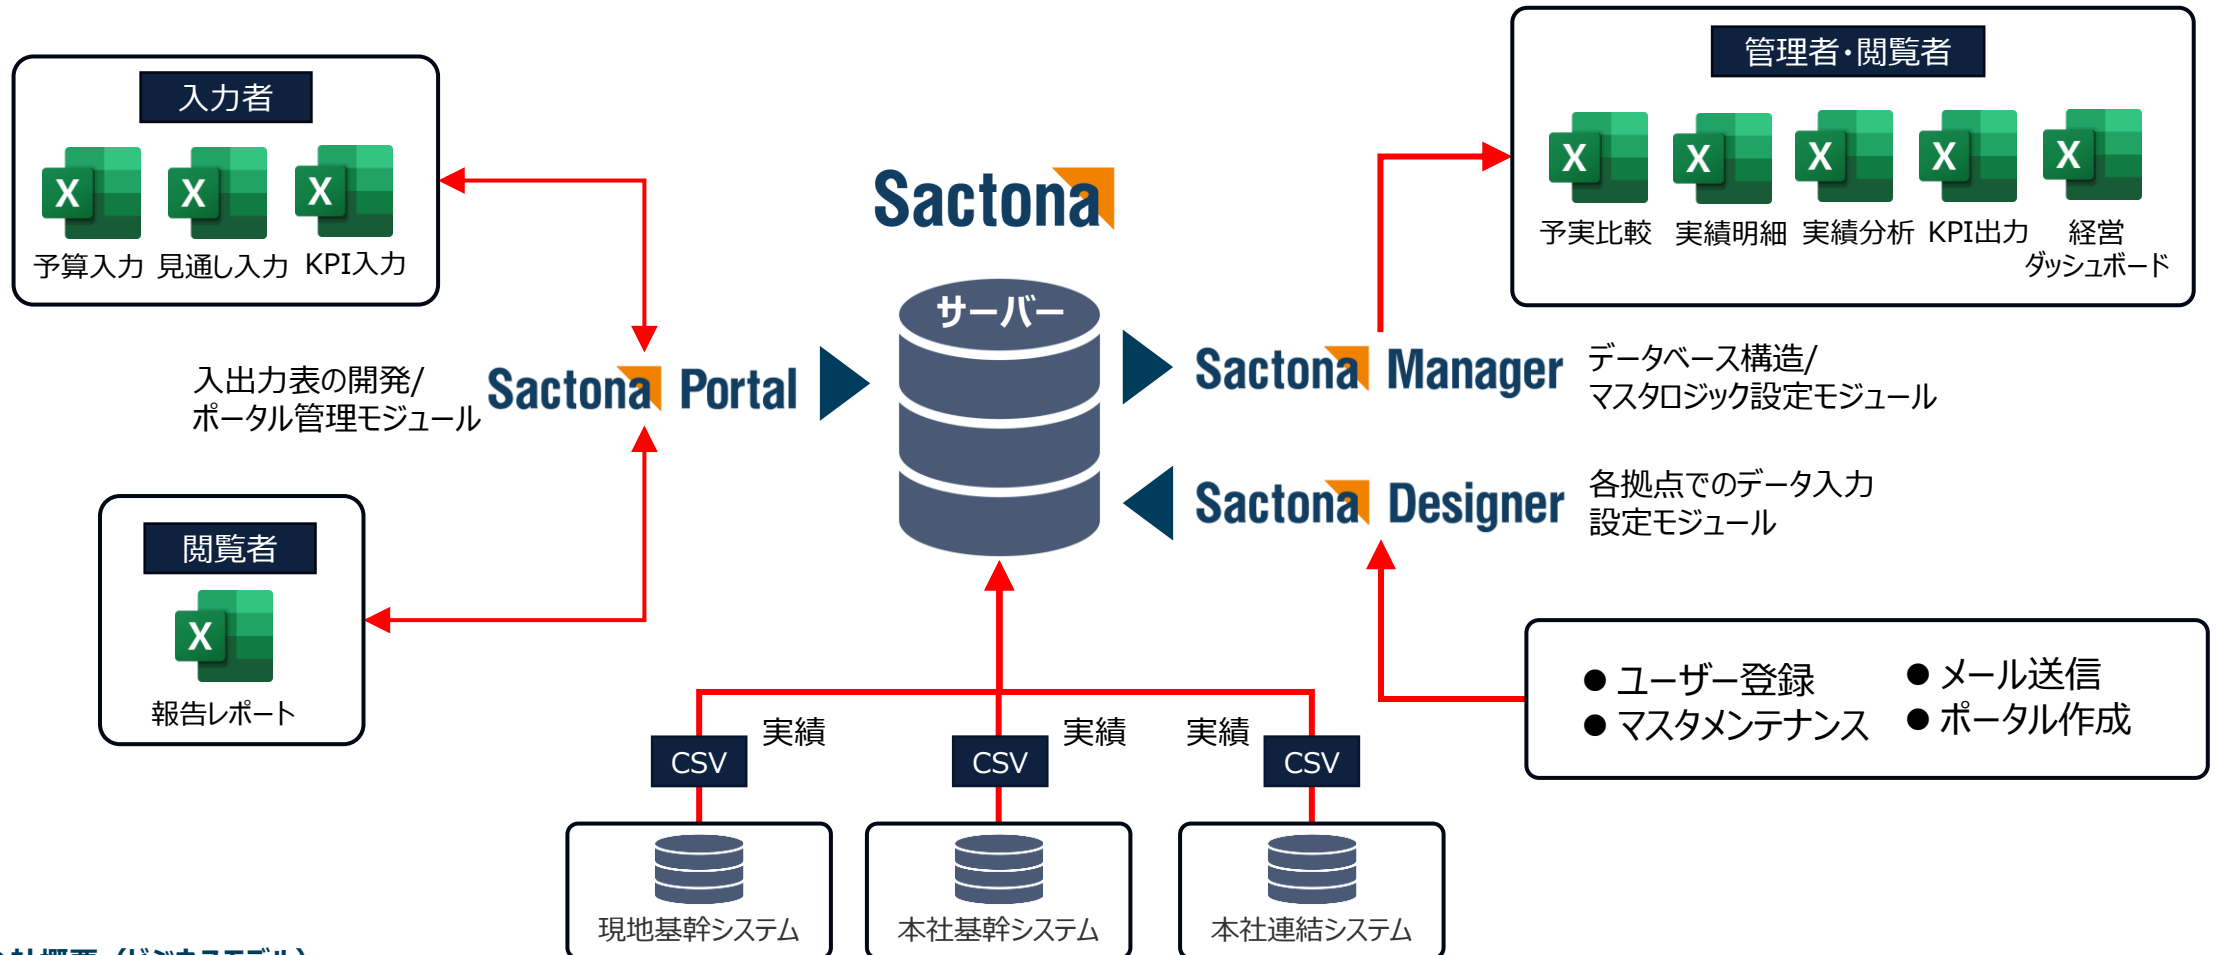 入力者
予算入力
見通し入力
KPI入力
管理者・閲覧者
予実比較
実績明細
実績分析
KPI出力
経営
ダッシュボード
Sactona
サーバー
入出力表の開発/
ポータル管理モジュール
Sactona Portal
Sactona Manager
データベース構造/
マスタロジック設定モジュール
Sactona Designer
各拠点でのデータ入力
設定モジュール
閲覧者
報告レポート
● ユーザー登録
● マスタメンテナンス
● メール送信
● ポータル作成
実績
実績
実績
CSV
CSV
CSV
現地基幹システム
本社基幹システム
本社連結システム